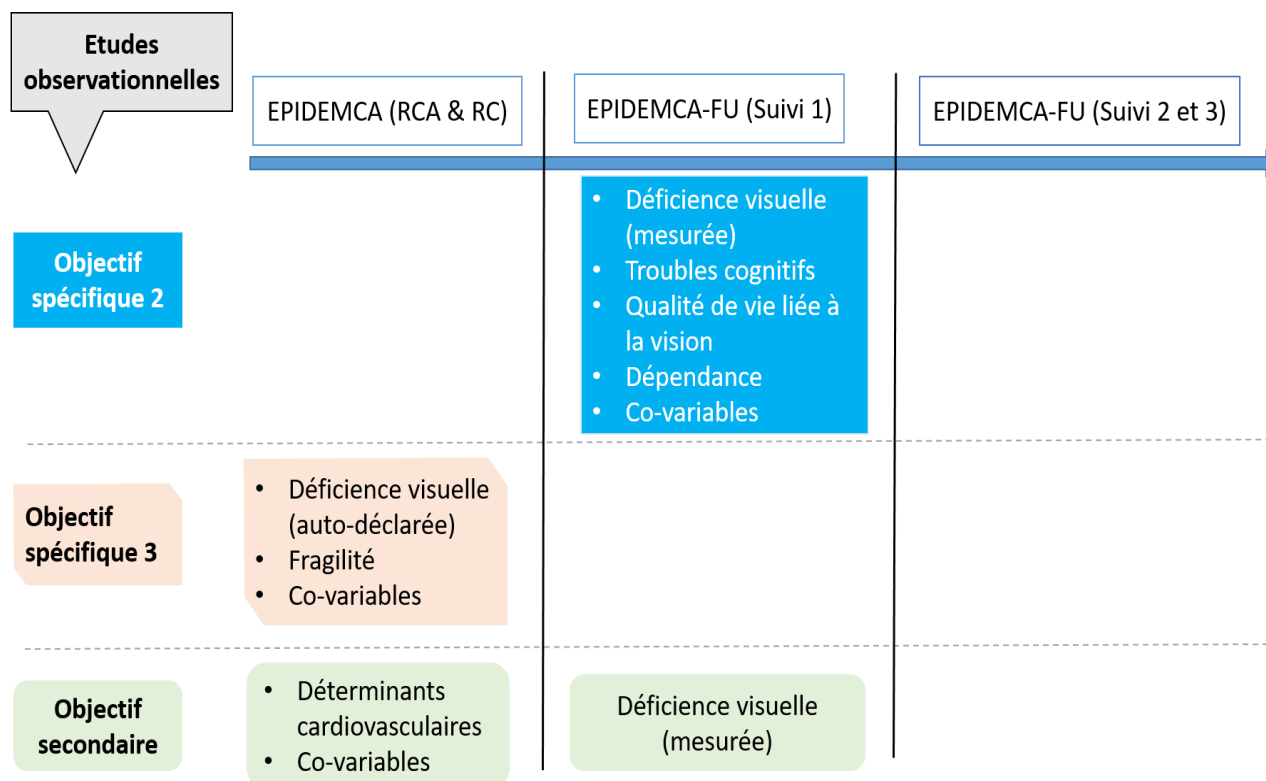 Etudes
observationnelles
EPIDEMCA (RCA & RC)
EPIDEMCA-FU (Suivi 1)
EPIDEMCA-FU (Suivi 2 et 3)
Objectif
spécifique 2
• Déficience visuelle
(mesurée)
• Troubles cognitifs
• Qualité de vie liée à
la vision
• Dépendance
• Co-variables
Objectif
spécifique 3
• Déficience visuelle
(auto-déclarée)
• Fragilité
• Co-variables
Objectif
secondaire
• Déterminants
cardiovasculaires
• Co-variables
Déficience visuelle
(mesurée)